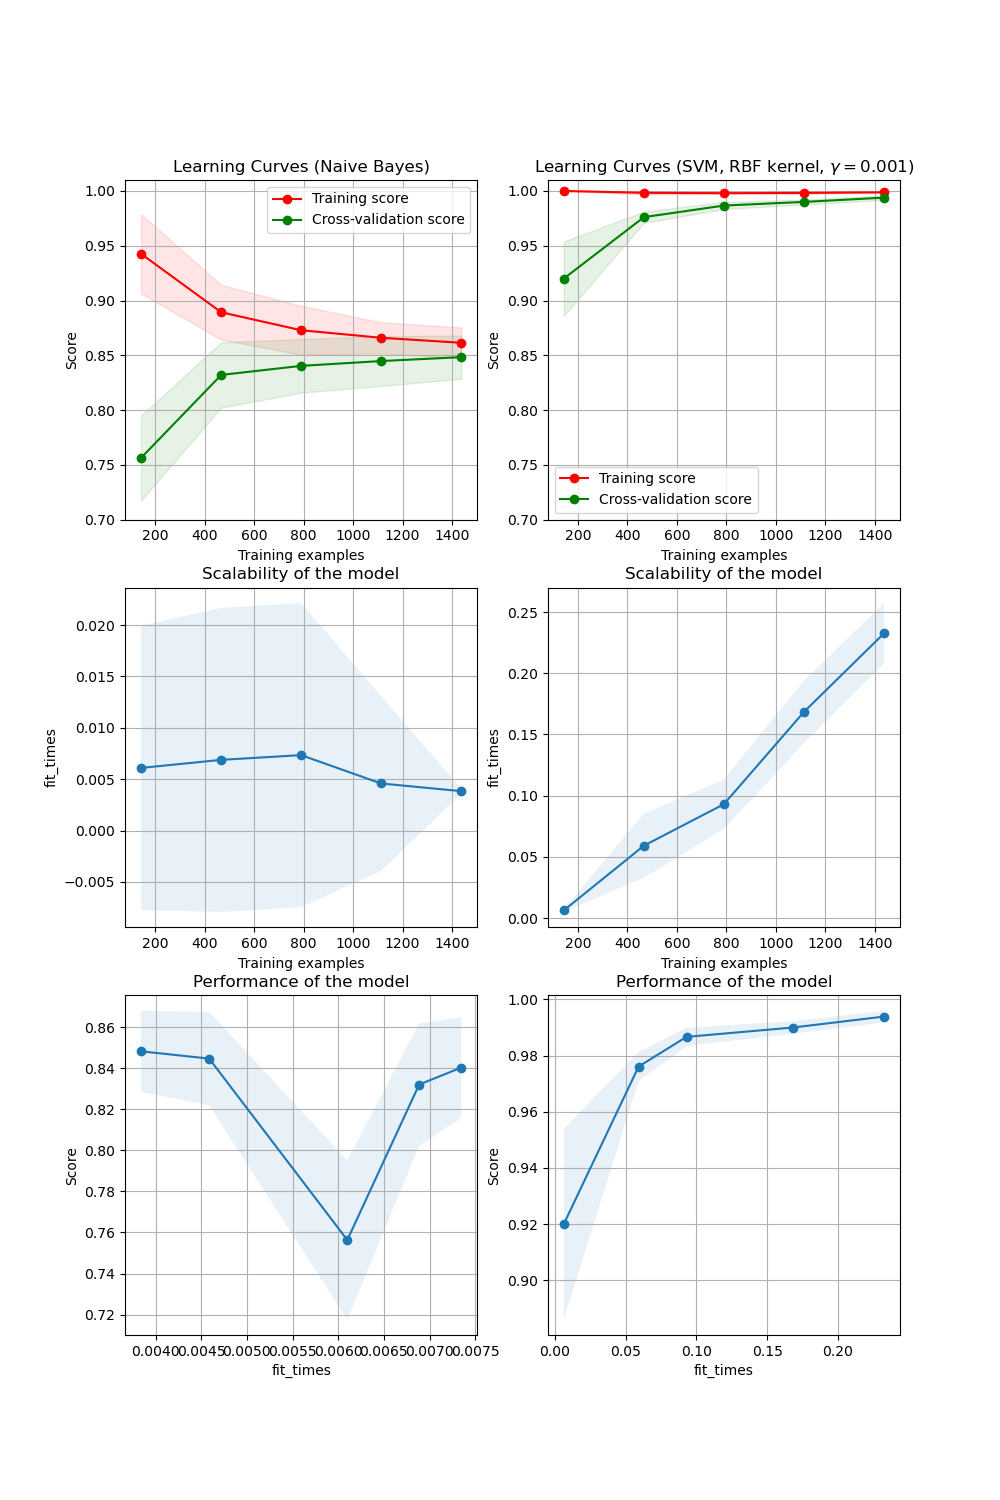 Learning Curves (Naive Bayes)
1.00
0.95
0.90
0.85
0.80
0.75
0.70
Score
Training score
Cross-validation score
200 400 600 800 1000 1200 1400
Training examples
Learning Curves (SVM, RBF kernel, γ = 0.001)
1.00
0.95
0.90
0.85
0.80
0.75
0.70
Score
Training score
Cross-validation score
200 400 600 800 1000 1200 1400
Training examples
Scalability of the model
0.020
0.015
0.010
0.005
0.000
−0.005
fit_times
200 400 600 800 1000 1200 1400
Training examples
Scalability of the model
0.25
0.20
0.15
0.10
0.05
0.00
fit_times
200 400 600 800 1000 1200 1400
Training examples
Performance of the model
0.86
0.84
0.82
0.80
0.78
0.76
0.74
0.72
Score
0.0040 0.0045 0.0050 0.0055 0.0060 0.0065 0.0070 0.0075
fit_times
Performance of the model
1.00
0.98
0.96
0.94
0.92
0.90
Score
0.00 0.05 0.10 0.15 0.20
fit_times